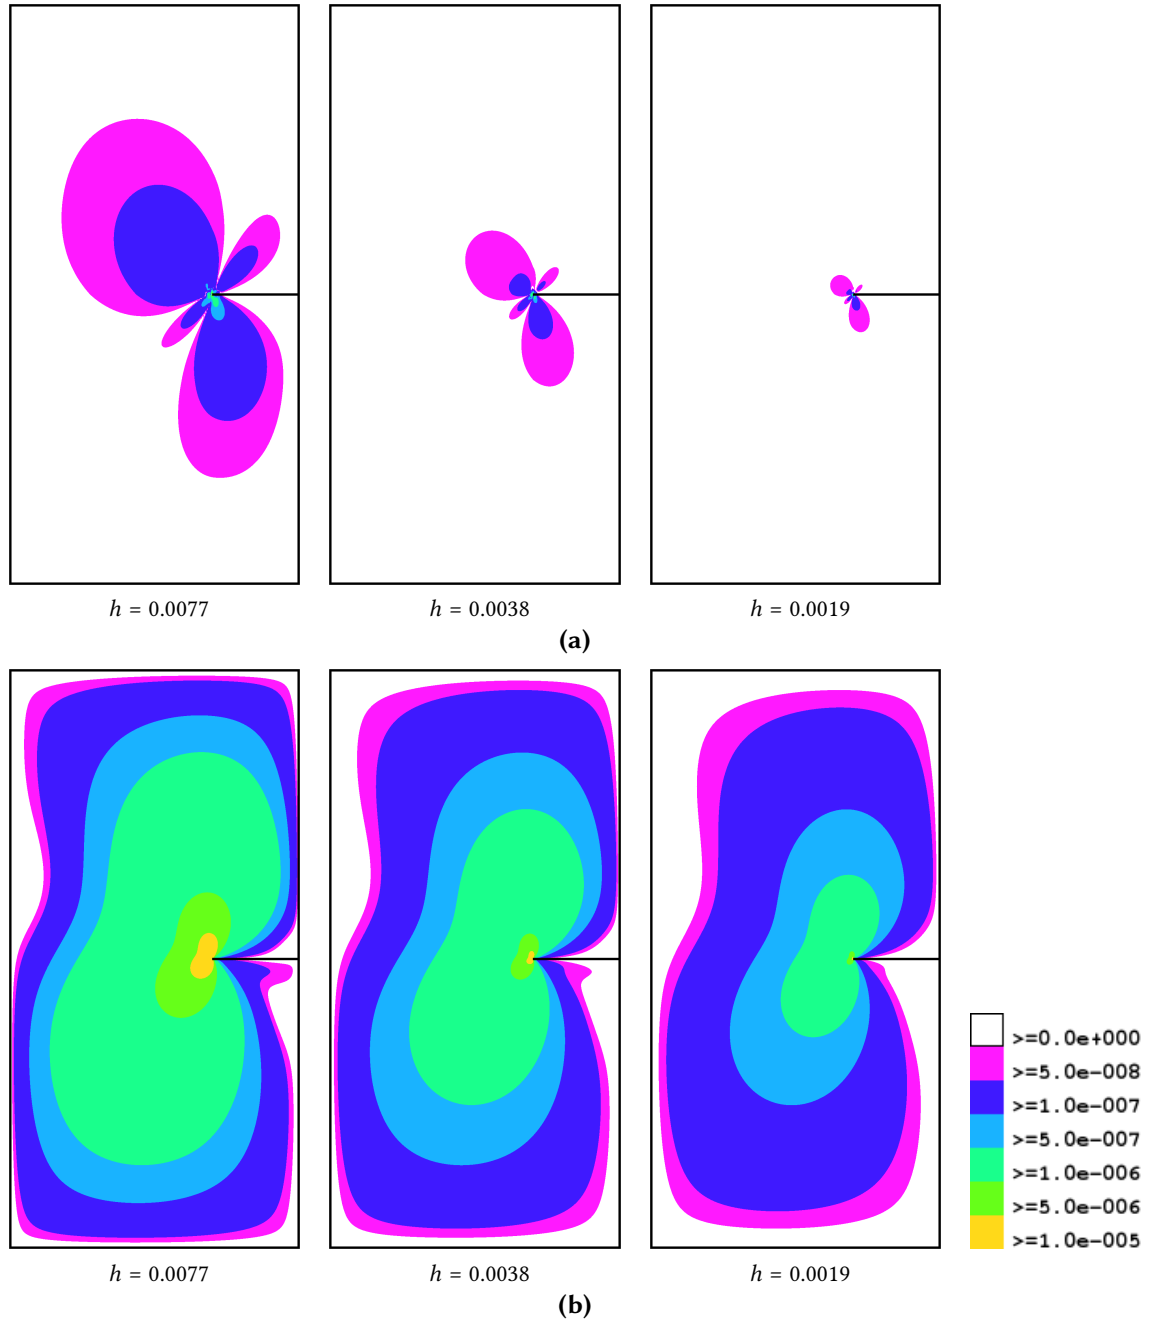 h = 0.0077
h = 0.0038
h = 0.0019
(a)
>=0.0e+000
>=5.0e-008
>=1.0e-007
>=5.0e-007
>=1.0e-006
>=5.0e-006
>=1.0e-005
h = 0.0077
h = 0.0038
h = 0.0019
(b)